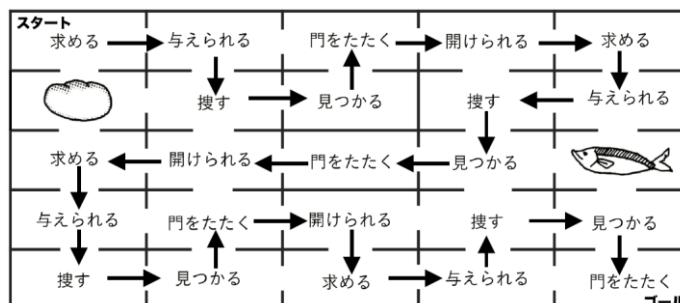 スタート
求める 与えられる 門をたたく 開けられる 求める
捜す 見つかる 捜す 与えられる
求める 開けられる 門をたたく 見つかる
与えられる 門をたたく 開けられる 捜す 見つかる
捜す 見つかる 求める 与えられる 門をたたく